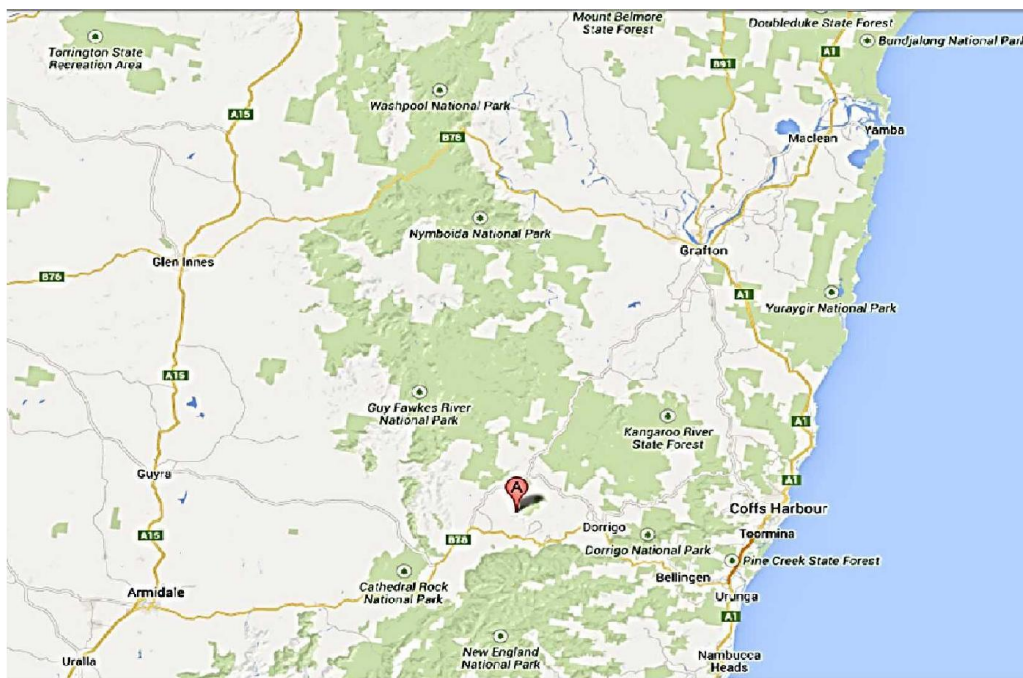 Mount Belmore
State Forest
Doubleduke State Forest
Torrington State
Recreation Area
A1
Bundjalung National Park
B91
Washpool National Park
A15
B76
Maclean
Yamba
Nymboida National Park
Grafton
Glen Innes
B76
A1
Yuraygir National Park
A15
Guy Fawkes River
National Park
Kangaroo River
State Forest
A1
Guyra
A1
A
Coffs Harbour
A15
Dorrigo
Toormina
B78
Dorrigo National Park
Pine Creek State Forest
Cathedral Rock
National Park
Bellingen
Armidale
Urunga
A1
New England
National Park
Uralla
Nambucca
Heads